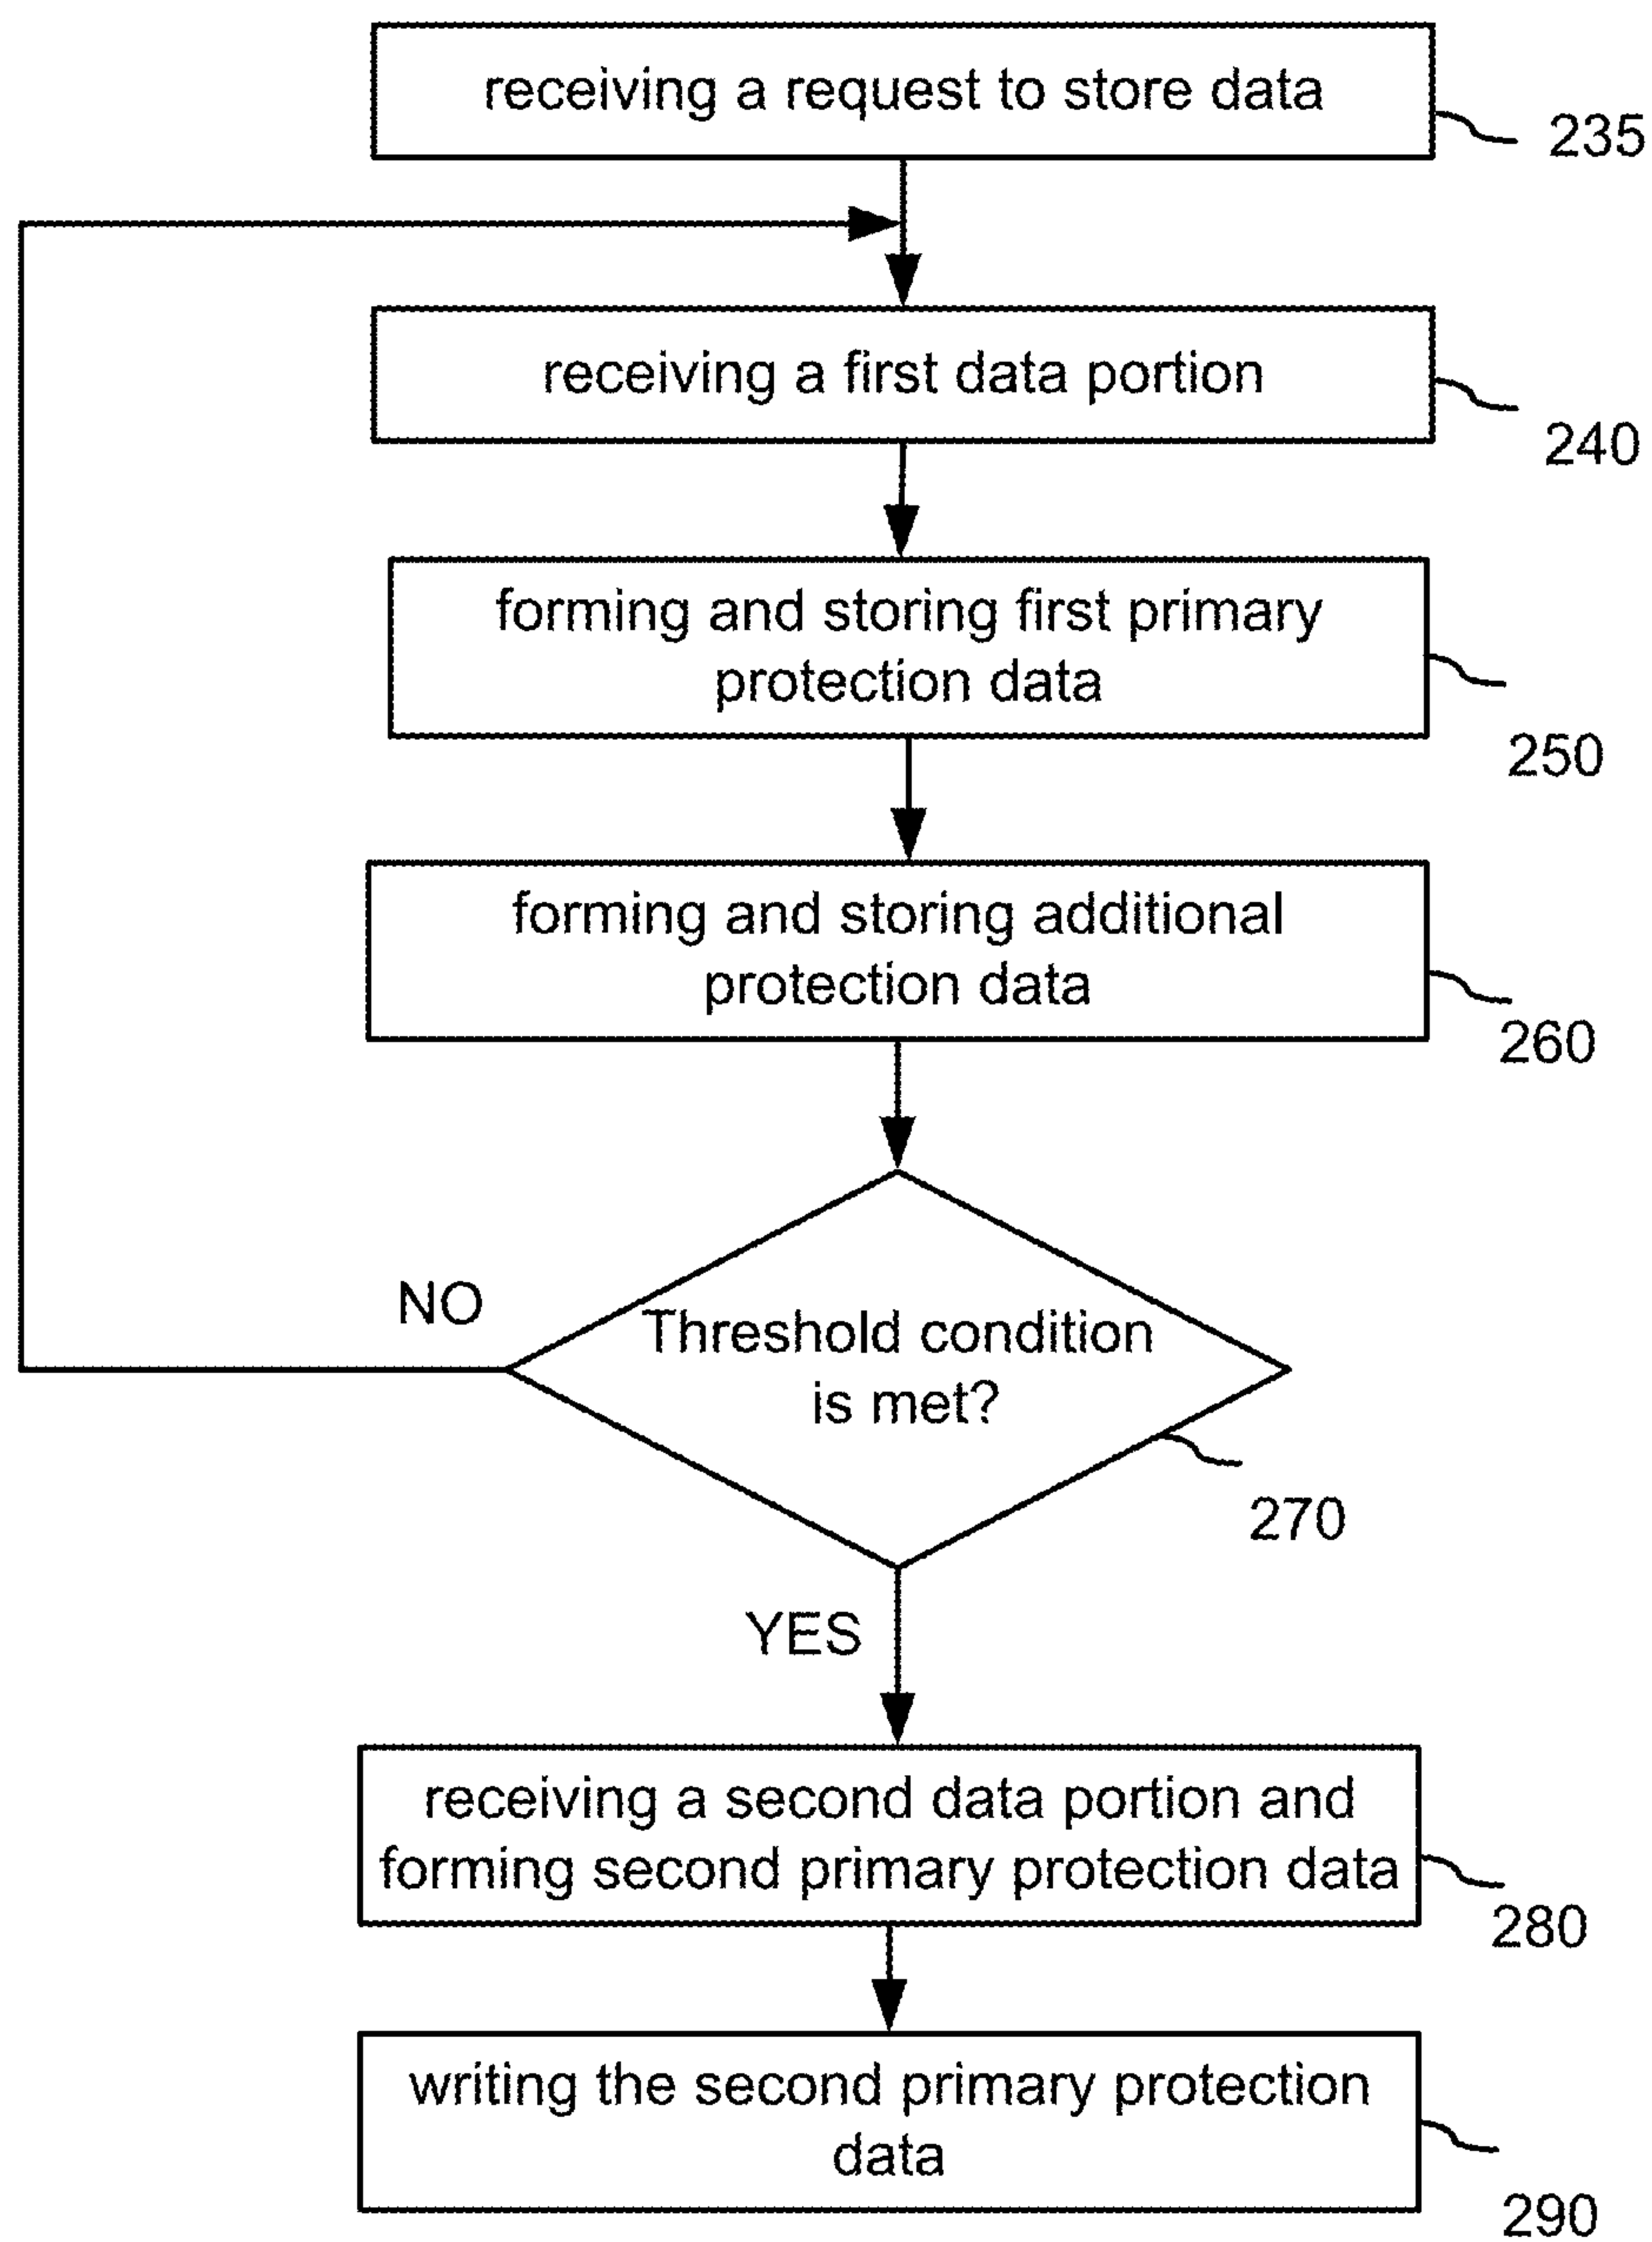 receiving a request to store data
235
receiving a first data portion
240
forming and storing first primary
protection data
250
forming and storing additional
protection data
260
NO
Threshold condition
is met?
270
YES
receiving a second data portion and
forming second primary protection data
280
writing the second primary protection
data
290